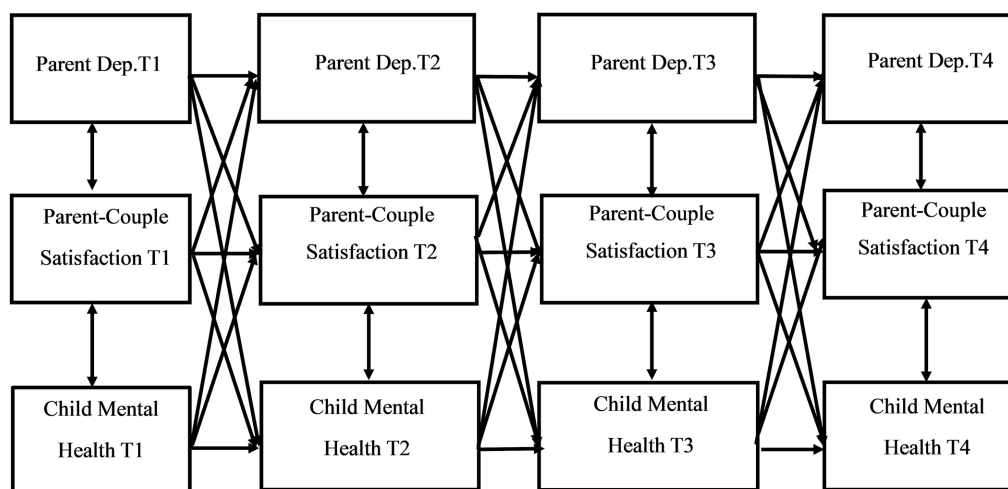 Parent Dep.T1
Parent Dep.T2
Parent Dep.T3
Parent Dep.T4
Parent-Couple
Satisfaction T1
Parent-Couple
Satisfaction T2
Parent-Couple
Satisfaction T3
Parent-Couple
Satisfaction T4
Child Mental
Health T1
Child Mental
Health T2
Child Mental
Health T3
Child Mental
Health T4